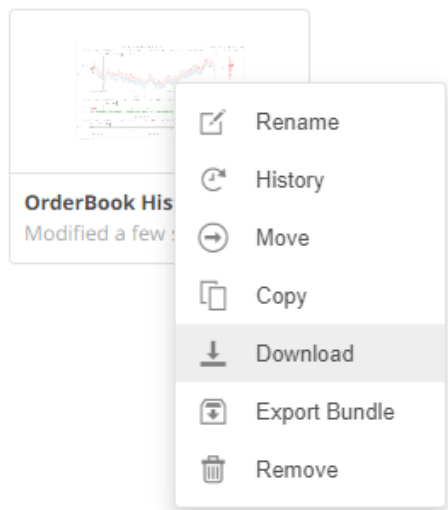 OrderBook His
Modified a few
Rename
History
Move
Copy
Download
Export Bundle
Remove